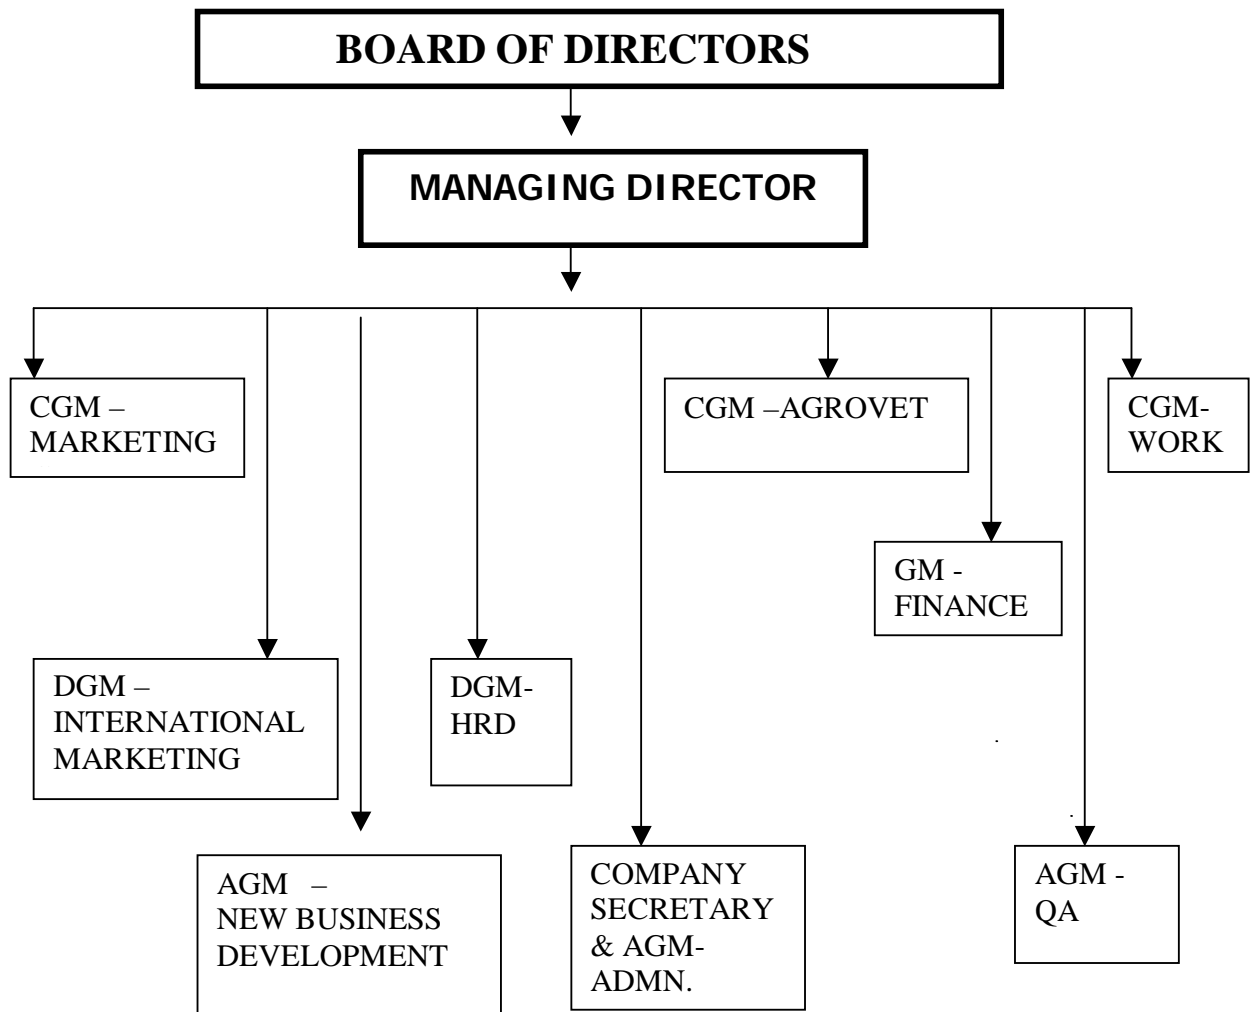 BOARD OF DIRECTORS
MANAGING DIRECTOR
CGM –
MARKETING
CGM –AGROVET
CGM-
WORK
GM -
FINANCE
DGM –
INTERNATIONAL
MARKETING
DGM-
HRD
AGM –
NEW BUSINESS
DEVELOPMENT
COMPANY
SECRETARY
& AGM-
ADMN.
AGM -
QA